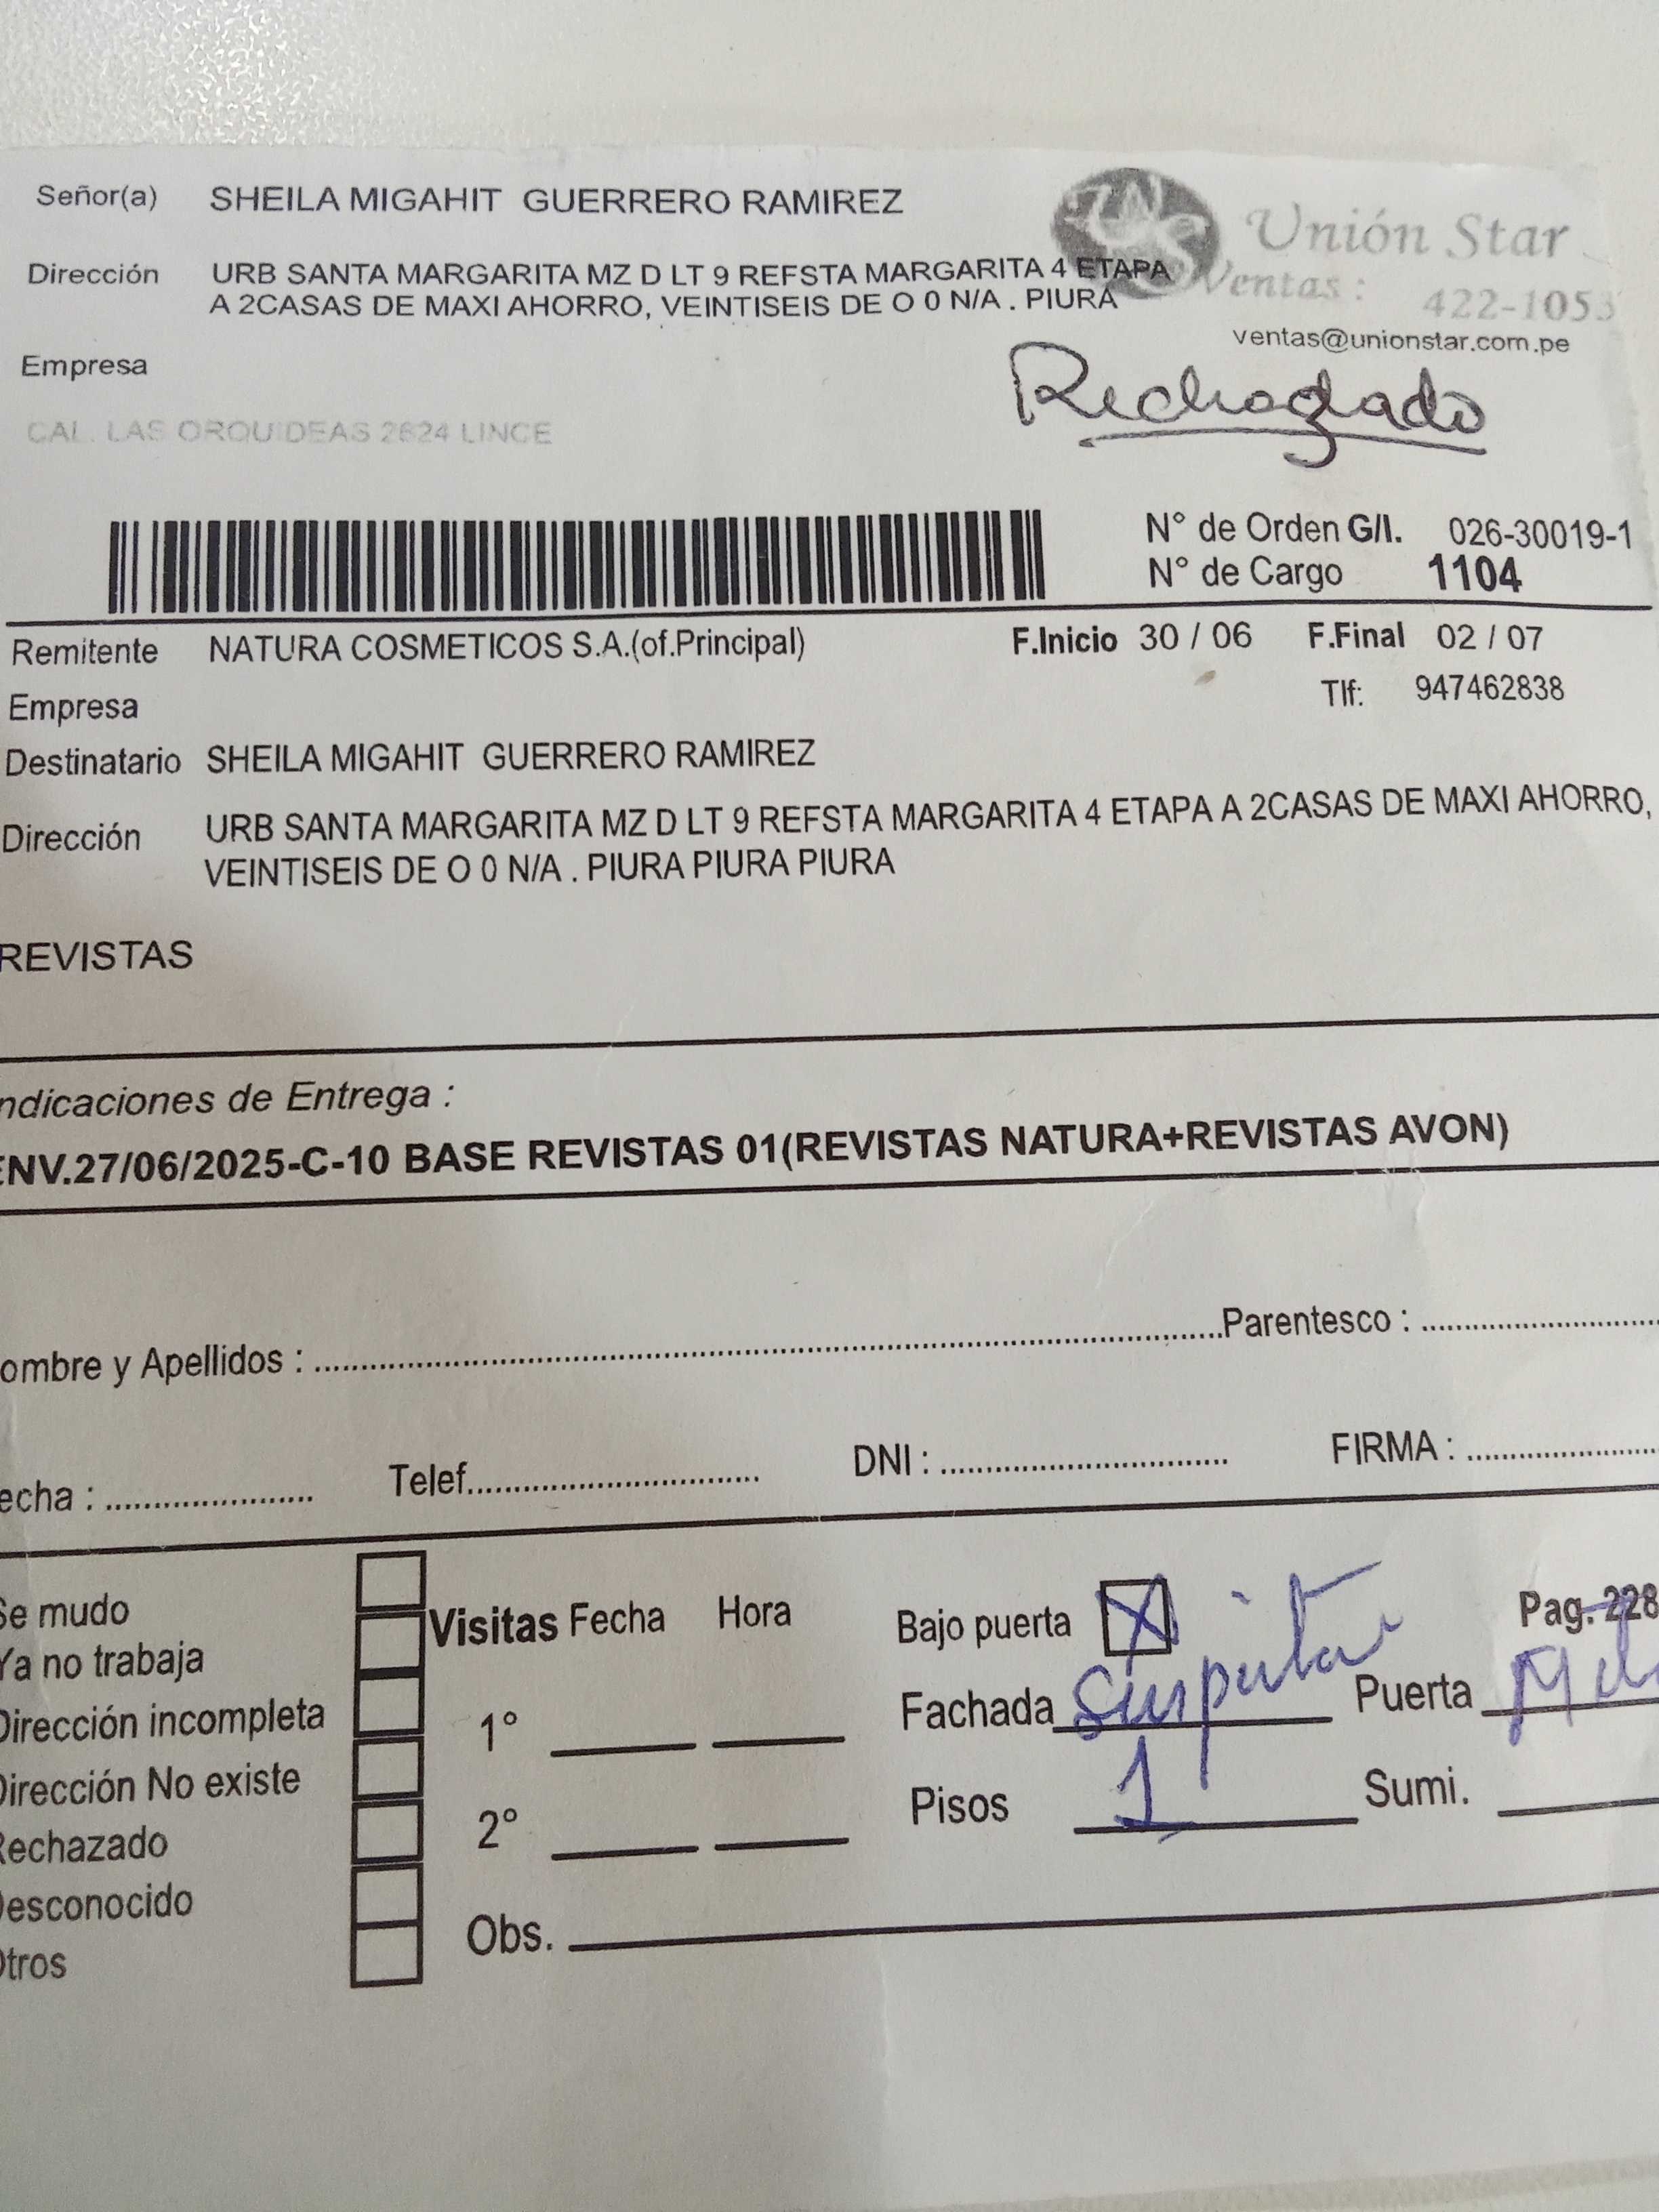 Señor(a) SHEILA MIGAHIT GUERRERO RAMIREZ
Unión Star
Dirección URB SANTA MARGARITA MZ D LT 9 REFSTA MARGARITA 4 ETAPA
A 2CASAS DE MAXI AHORRO, VEINTISEIS DE O 0 N/A . PIURA
Ventas : 422-1053
ventas@unionstar.com.pe
Empresa
Rechazado
CAL. LAS ORQUIDEAS 2624 LINCE
N° de Orden G/I. 026-30019-1
N° de Cargo 1104
Remitente NATURA COSMETICOS S.A.(of.Principal) F.Inicio 30 / 06 F.Final 02 / 07
Empresa Tlf: 947462838
Destinatario SHEILA MIGAHIT GUERRERO RAMIREZ
Dirección URB SANTA MARGARITA MZ D LT 9 REFSTA MARGARITA 4 ETAPA A 2CASAS DE MAXI AHORRO,
VEINTISEIS DE O 0 N/A . PIURA PIURA PIURA
REVISTAS
ndicaciones de Entrega :
ENV.27/06/2025-C-10 BASE REVISTAS 01(REVISTAS NATURA+REVISTAS AVON)
ombre y Apellidos : Parentesco :
echa : Telef. DNI : FIRMA :
Se mudo
Ya no trabaja
Dirección incompleta
Dirección No existe
Rechazado
Desconocido
Otros
Visitas Fecha Hora
1°
2°
Obs.
Bajo puerta X Pag. 228
Fachada Sin pintar Puerta
Pisos 1 Sumi.